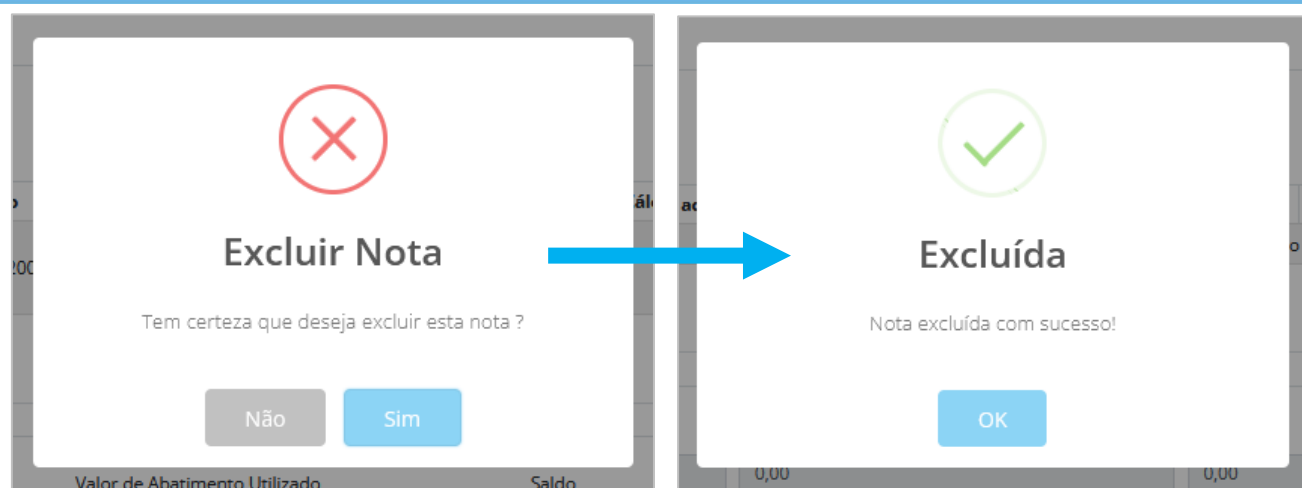 Excluir Nota
Tem certeza que deseja excluir esta nota ?
Não
Sim
Valor de Abatimento Utilizado
Saldo
Excluída
Nota excluída com sucesso!
OK
0,00
0,00